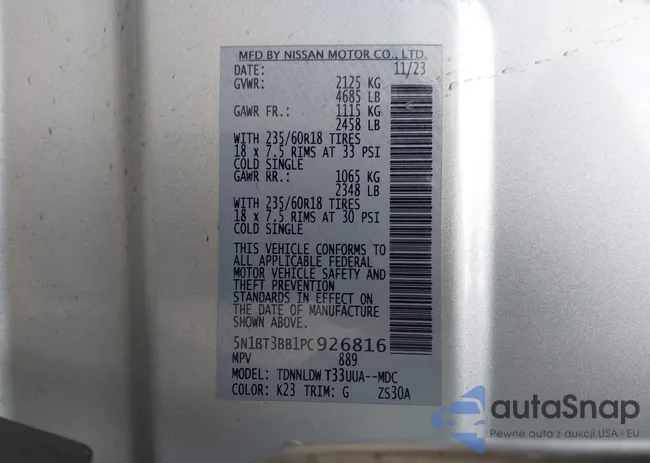 MFD BY NISSAN MOTOR CO., LTD.
DATE: 11/23
GVWR: 2125 KG
4685 LB
GAWR FR.: 1115 KG
2458 LB
WITH 235/60R18 TIRES
18 x 7.5 RIMS AT 33 PSI
COLD SINGLE
GAWR RR.: 1065 KG
2348 LB
WITH 235/60R18 TIRES
18 x 7.5 RIMS AT 30 PSI
COLD SINGLE
THIS VEHICLE CONFORMS TO
ALL APPLICABLE FEDERAL
MOTOR VEHICLE SAFETY AND
THEFT PREVENTION
STANDARDS IN EFFECT ON
THE DATE OF MANUFACTURE
SHOWN ABOVE.
5N1BT3BB1PC926816
MPV 889
MODEL: TDNNLDW T33UUA--MDC
COLOR: K23 TRIM: G ZS30A
autoSnap
Pewne auto z aukcji USA i EU